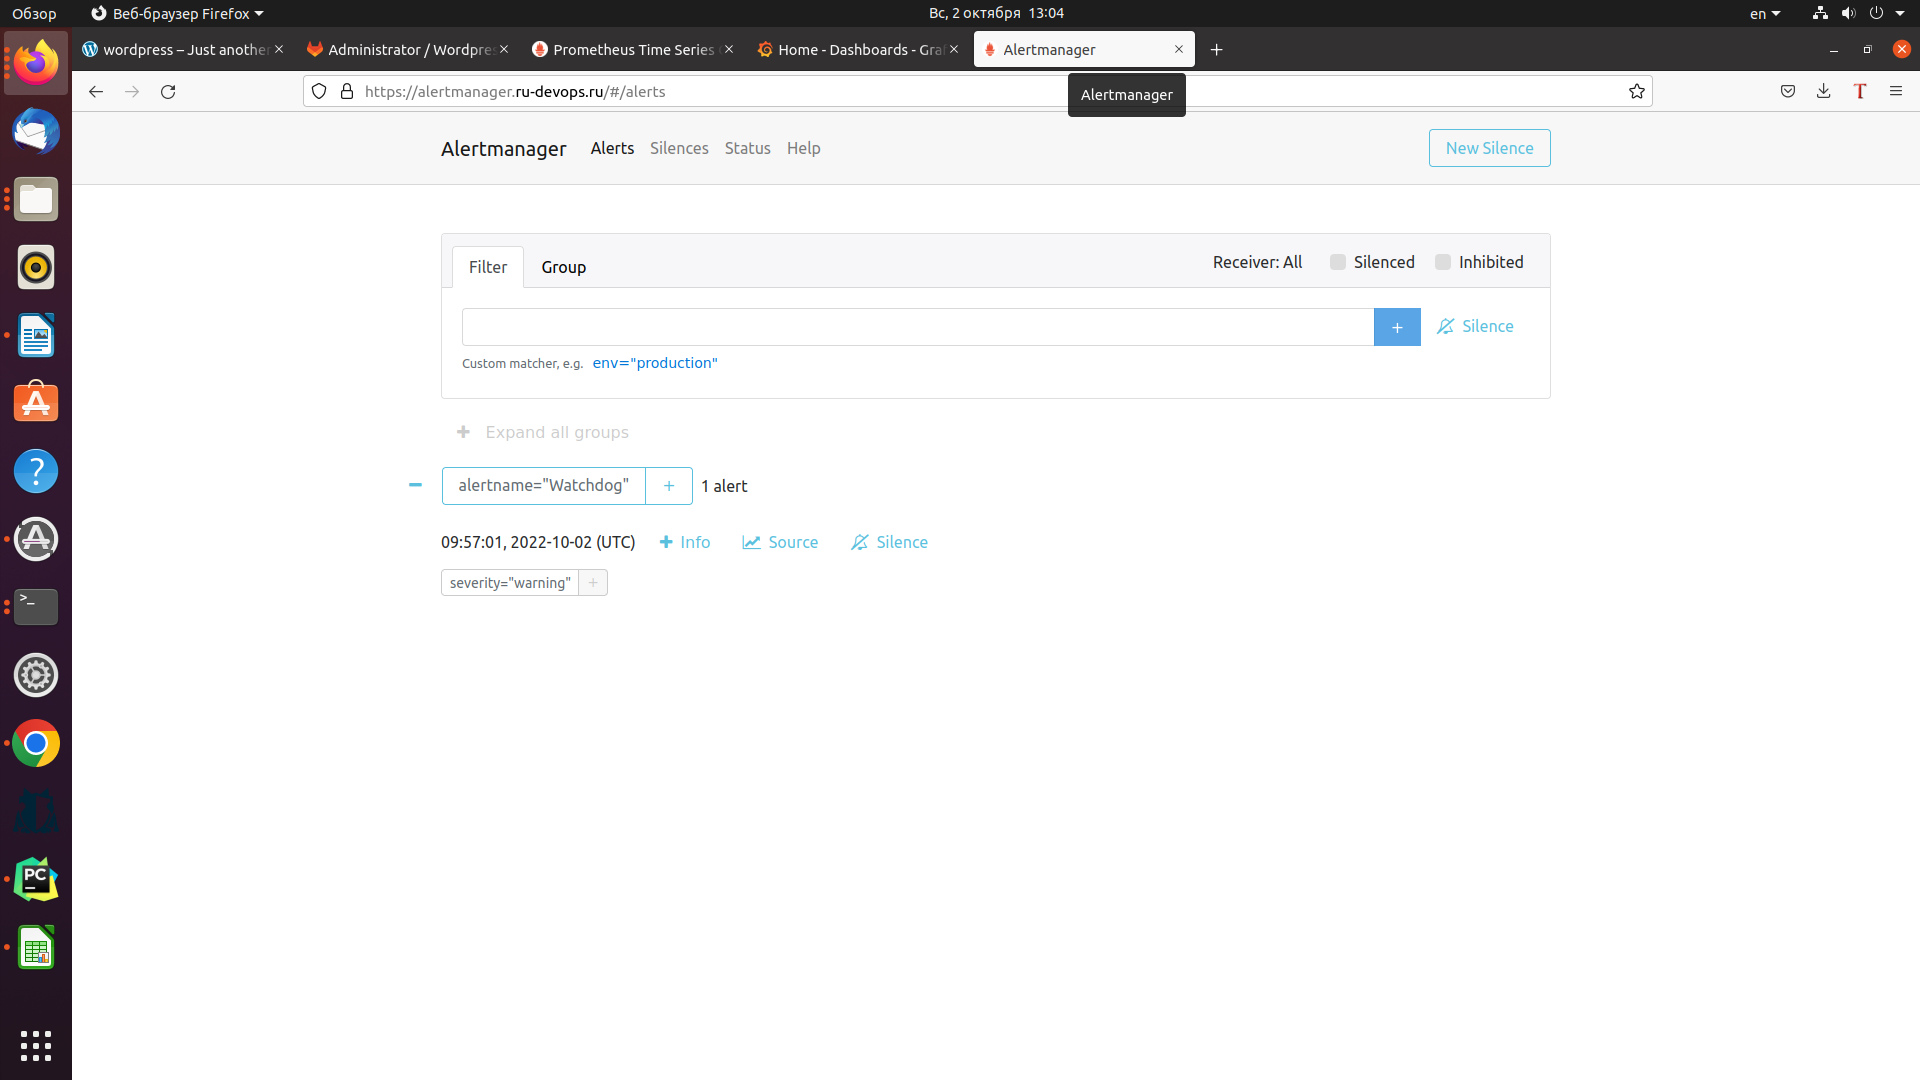 Обзор
Веб-браузер Firefox
Вс, 2 октября 13:04
en
wordpress – Just another
Administrator / Wordpres
Prometheus Time Series
Home - Dashboards - Gra
Alertmanager
https://alertmanager.ru-devops.ru/#/alerts
Alertmanager
Alertmanager
Alerts
Silences
Status
Help
New Silence
Filter
Group
Receiver: All
Silenced
Inhibited
+
Silence
Custom matcher, e.g. env="production"
+ Expand all groups
alertname="Watchdog" +
1 alert
09:57:01, 2022-10-02 (UTC)
+ Info
Source
Silence
severity="warning" +